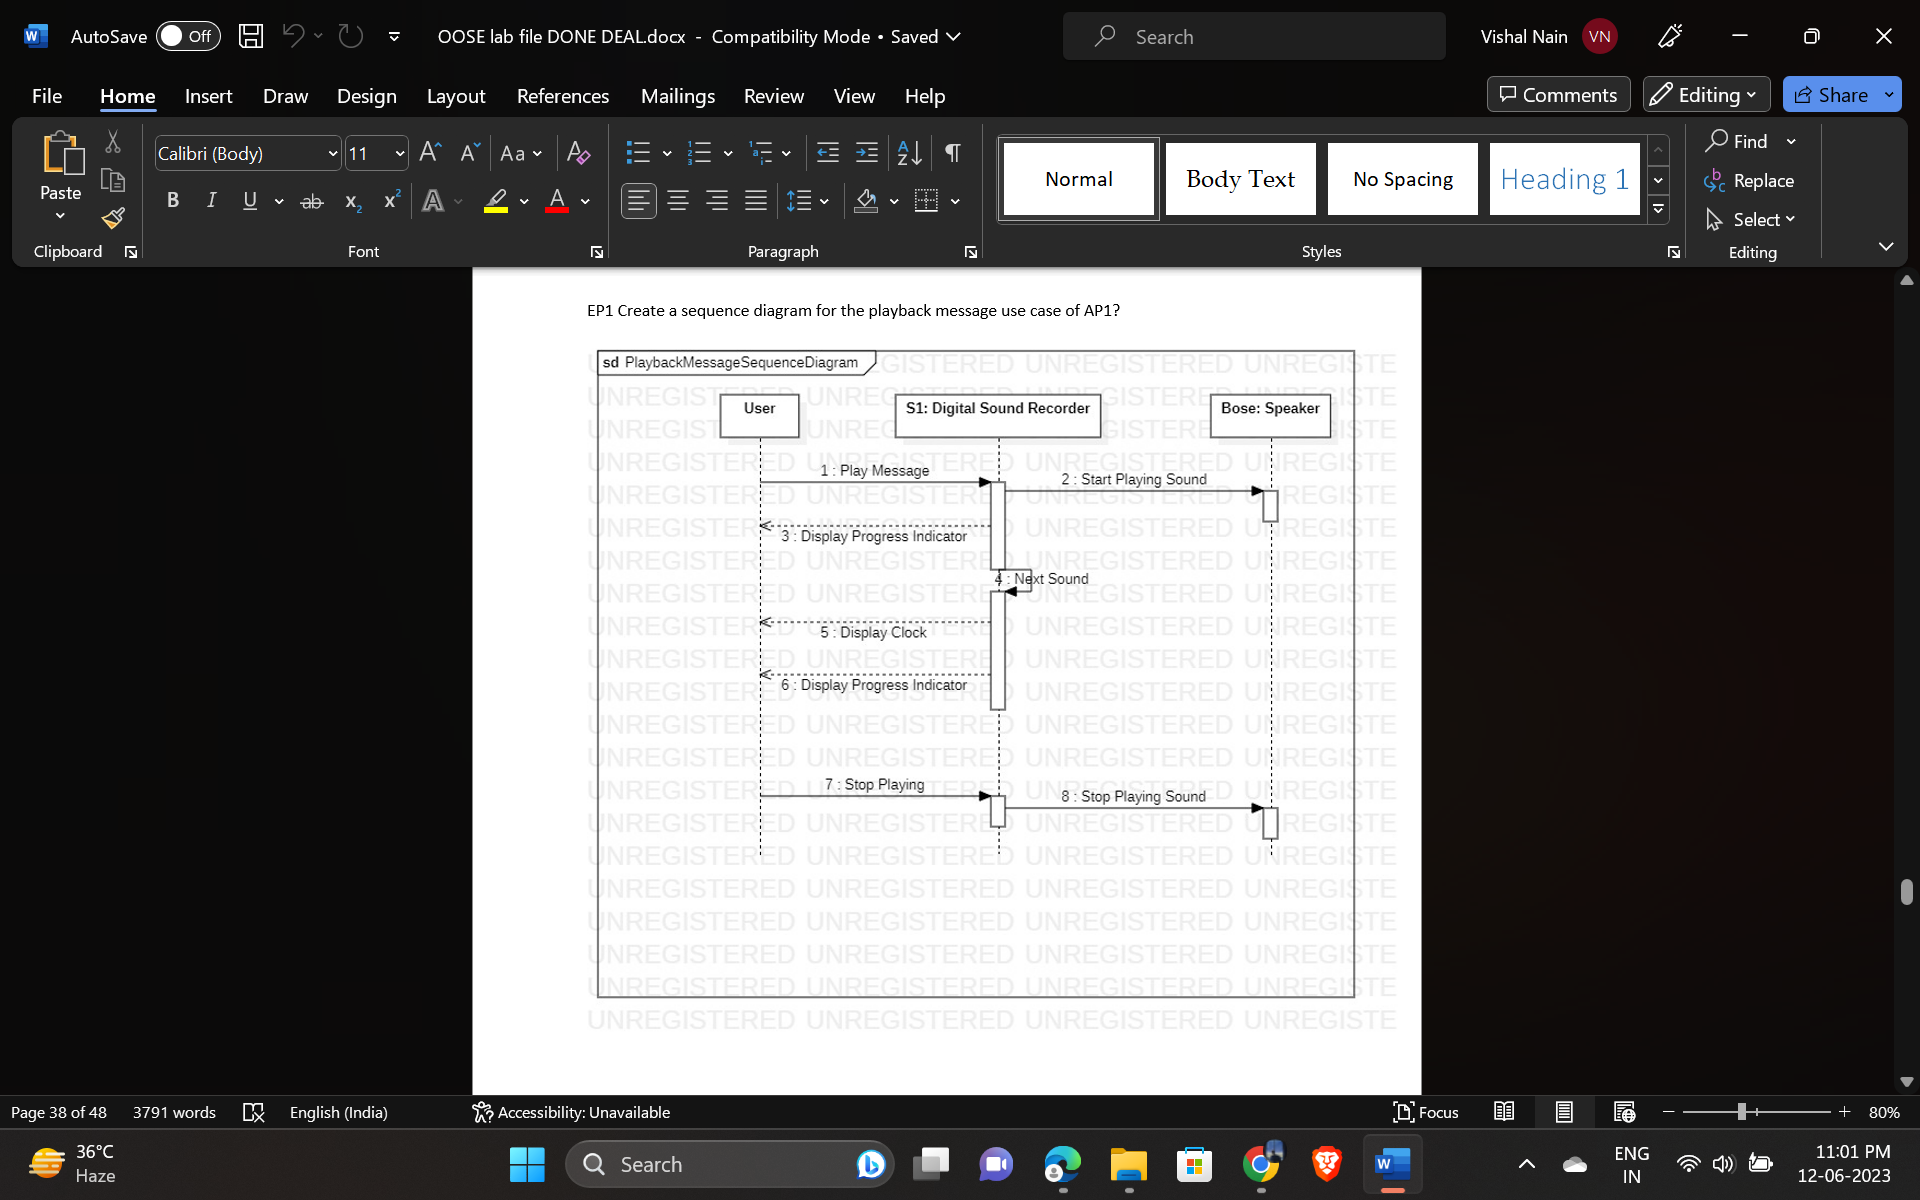 AutoSave Off OOSE lab file DONE DEAL.docx - Compatibility Mode • Saved Search Vishal Nain VN
File Home Insert Draw Design Layout References Mailings Review View Help Comments Editing Share
Paste
Calibri (Body) 11
Clipboard Font Paragraph Styles Editing
Normal Body Text No Spacing Heading 1
Find
Replace
Select
EP1 Create a sequence diagram for the playback message use case of AP1?
sd PlaybackMessageSequenceDiagram
User S1: Digital Sound Recorder Bose: Speaker
1 : Play Message
2 : Start Playing Sound
3 : Display Progress Indicator
4 : Next Sound
5 : Display Clock
6 : Display Progress Indicator
7 : Stop Playing
8 : Stop Playing Sound
UNREGISTERED UNREGISTERED UNREGISTERED UNREGISTE
Page 38 of 48 3791 words English (India) Accessibility: Unavailable Focus 80%
36°C
Haze
Search
ENG
IN
11:01 PM
12-06-2023